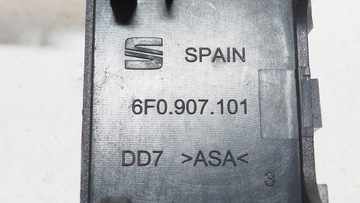 SPAIN
6F0.907.101
DD7 >ASA<
3